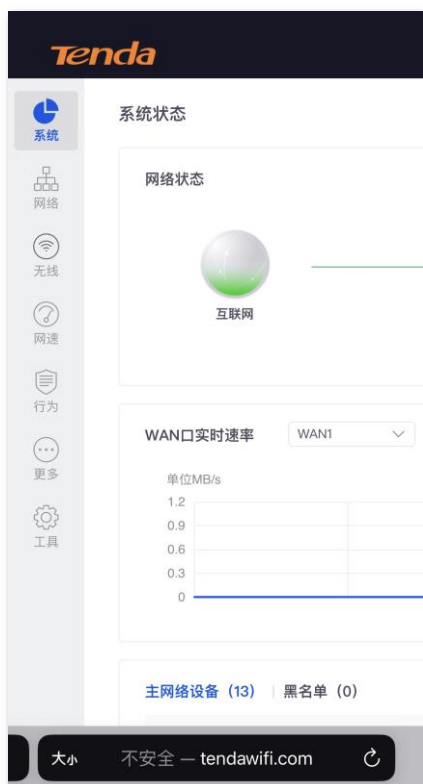 Tenda
系统
网络
无线
网速
行为
更多
工具
系统状态
网络状态
互联网
WAN口实时速率
WAN1
单位MB/s
1.2
0.9
0.6
0.3
0
主网络设备（13）
黑名单（0）
大小
不安全 — tendawifi.com